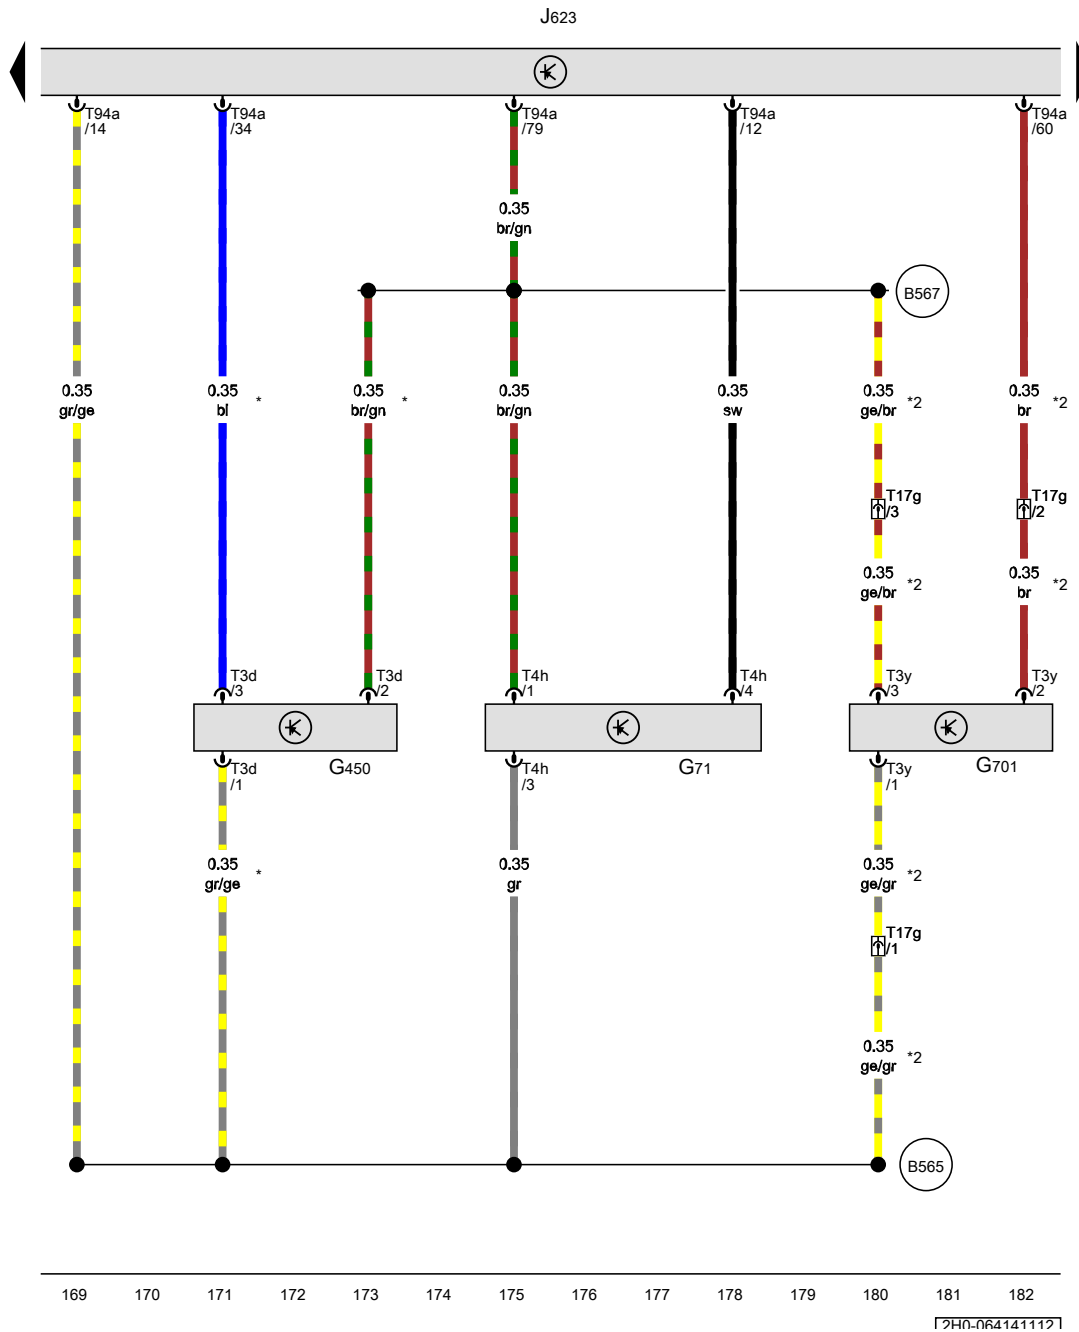 J623
T94a T94a T94a T94a T94a
/14 /34 /79 /12 /60
0.35
br/gn
B567
0.35 0.35 0.35 0.35 0.35 0.35 0.35
gr/ge bl * br/gn * br/gn sw ge/br *2 br *2
T17g T17g
/3 /2
0.35 0.35
ge/br *2 br *2
T3d T3d T4h T4h T3y T3y
/3 /2 /1 /4 /3 /2
T3d G450 T4h G71 T3y G701
/1 /3 /1
0.35 0.35 0.35
gr/ge * gr ge/gr *2
T17g
/1
0.35
ge/gr *2
B565
169 170 171 172 173 174 175 176 177 178 179 180 181 182
2H0-064141112